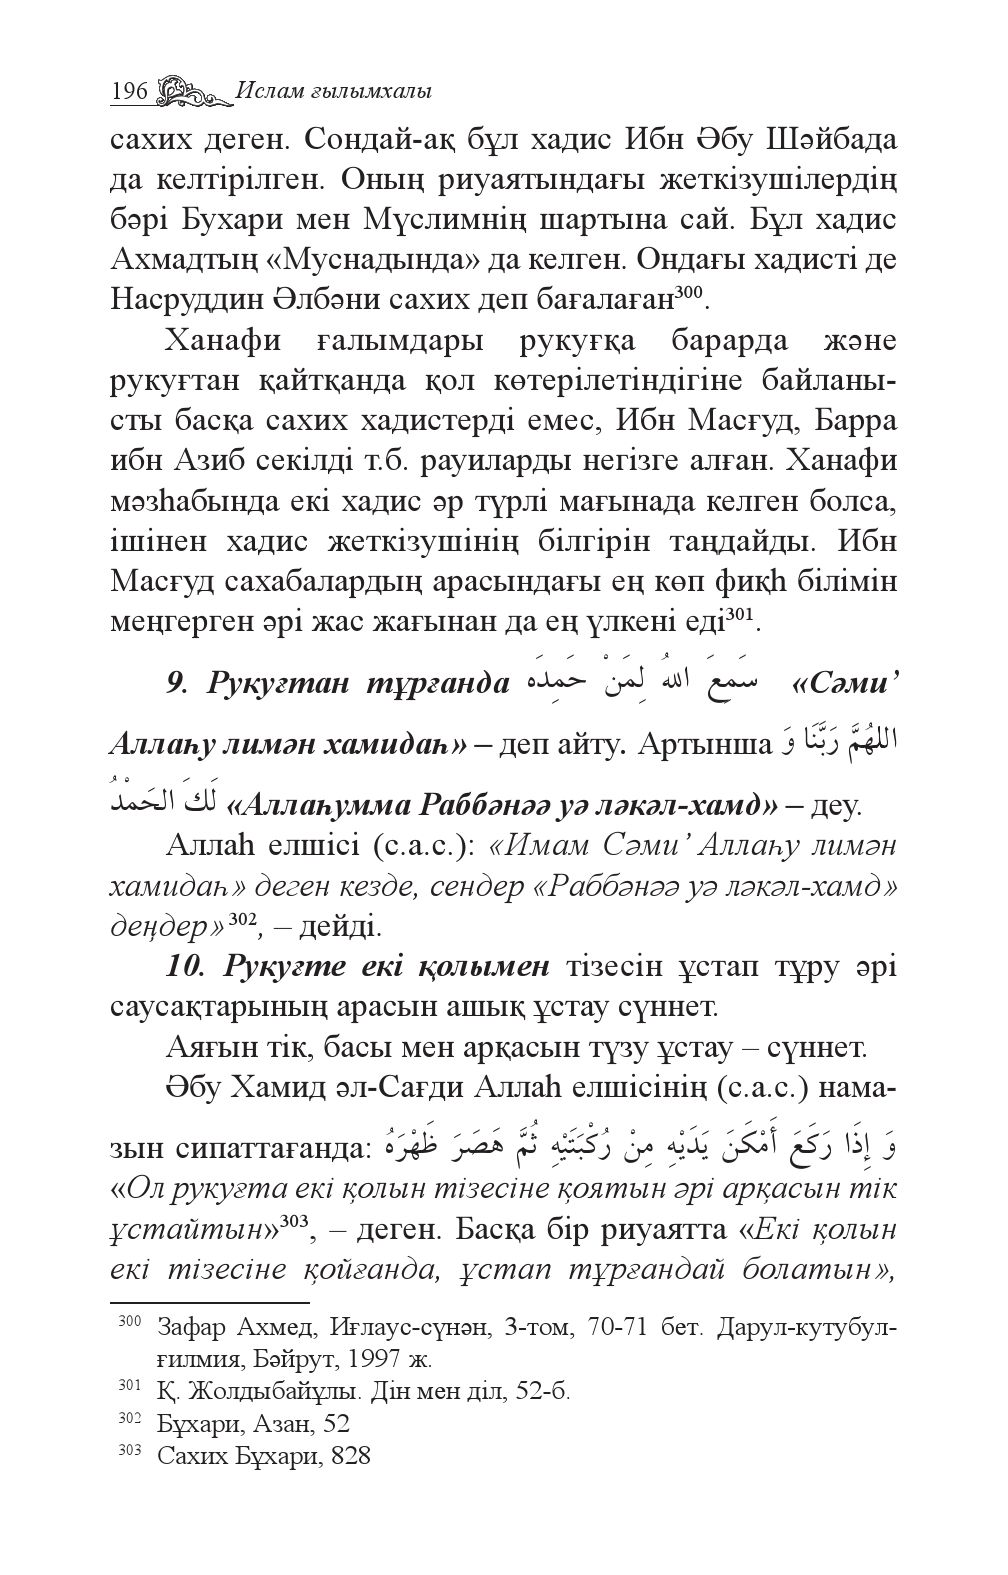 196 Ислам ғылымхалы
сахих деген. Сондай-ақ бұл хадис Ибн Әбу Шәйбада
да келтірілген. Оның риуаятындағы жеткізушілердің
бәрі Бухари мен Мүслимнің шартына сай. Бұл хадис
Ахмадтың «Муснадында» да келген. Ондағы хадисті де
Насруддин Әлбәни сахих деп бағалаған³⁰⁰.
Ханафи ғалымдары рукуғқа барарда және
рукуғтан қайтқанда қол көтерілетіндігіне байланы-
сты басқа сахих хадистерді емес, Ибн Масғуд, Барра
ибн Азиб секілді т.б. рауиларды негізге алған. Ханафи
мәзһабында екі хадис әр түрлі мағынада келген болса,
ішінен хадис жеткізушінің білгірін таңдайды. Ибн
Масғуд сахабалардың арасындағы ең көп фиқһ білімін
меңгерген әрі жас жағынан да ең үлкені еді³⁰¹.
9. Рукуғтан тұрғанда سَمِعَ اللهُ لِمَنْ حَمِدَه «Сәми’
Аллаһу лимән хамидаһ» – деп айту. Артынша اللهُمَّ رَبَّنَا وَ
لَكَ الحَمْدُ «Аллаһумма Раббәнәә уә ләкәл-хамд» – деу.
Аллаһ елшісі (с.а.с.): «Имам Сәми’ Аллаһу лимән
хамидаһ» деген кезде, сендер «Раббәнәә уә ләкәл-хамд»
деңдер»³⁰², – дейді.
10. Рукуғте екі қолымен тізесін ұстап тұру әрі
саусақтарының арасын ашық ұстау сүннет.
Аяғын тік, басы мен арқасын түзу ұстау – сүннет.
Әбу Хамид әл-Сағди Аллаһ елшісінің (с.а.с.) нама-
зын сипаттағанда: وَ إِذَا رَكَعَ أَمْكَنَ يَدَيْهِ مِنْ رُكْبَتَيْهِ ثُمَّ هَصَرَ ظَهْرَهُ
«Ол рукуғта екі қолын тізесіне қоятын әрі арқасын тік
ұстайтын»³⁰³, – деген. Басқа бір риуаятта «Екі қолын
екі тізесіне қойғанда, ұстап тұрғандай болатын»,
300 Зафар Ахмед, Иғлаус-сүнән, 3-том, 70-71 бет. Дарул-кутубул-
ғилмия, Бәйрут, 1997 ж.
301 Қ. Жолдыбайұлы. Дін мен діл, 52-б.
302 Бұхари, Азан, 52
303 Сахих Бұхари, 828